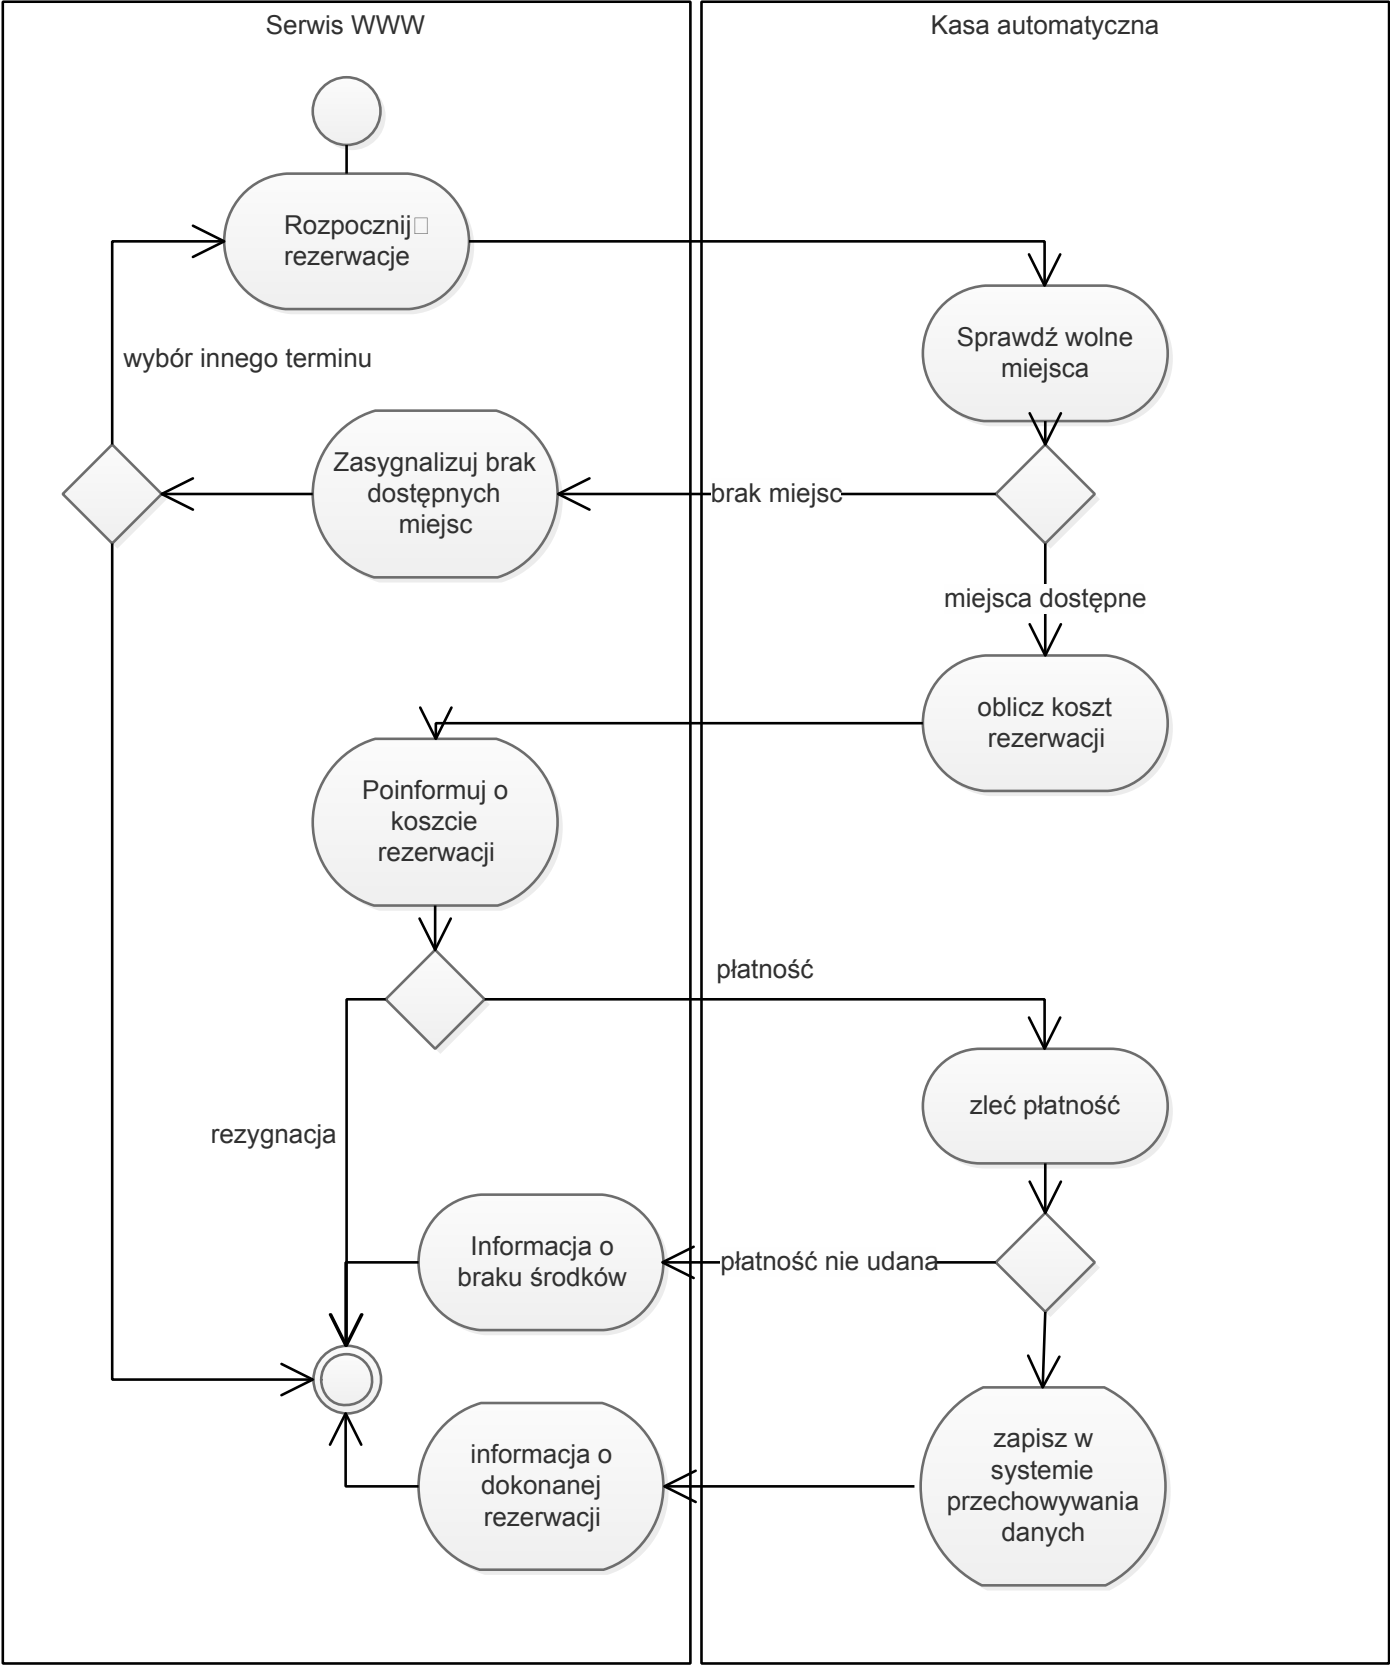 Serwis WWW
Kasa automatyczna
Rozpocznij
rezerwacje
Sprawdź wolne
miejsca
wybór innego terminu
Zasygnalizuj brak
dostępnych
miejsc
brak miejsc
miejsca dostępne
oblicz koszt
rezerwacji
Poinformuj o
koszcie
rezerwacji
płatność
zleć płatność
rezygnacja
Informacja o
braku środków
płatność nie udana
informacja o
dokonanej
rezerwacji
zapisz w
systemie
przechowywania
danych